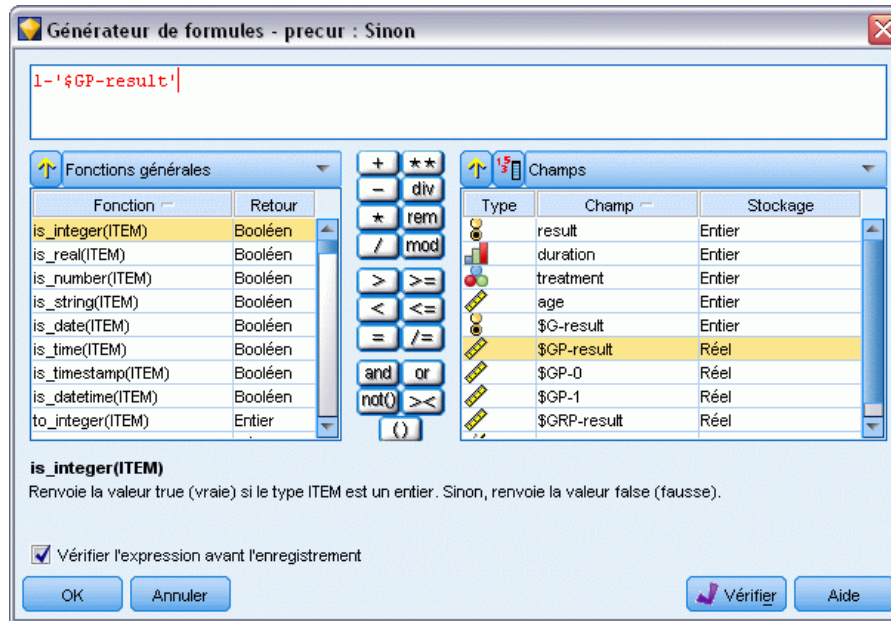 Générateur de formules - precur : Sinon
1-'$GP-result'
Fonctions générales
Fonction Retour
is_integer(ITEM) Booléen
is_real(ITEM) Booléen
is_number(ITEM) Booléen
is_string(ITEM) Booléen
is_date(ITEM) Booléen
is_time(ITEM) Booléen
is_timestamp(ITEM) Booléen
is_datetime(ITEM) Booléen
to_integer(ITEM) Entier
+ **
- div
* rem
/ mod
> >=
< <=
= /=
and or
not() ><
()
Champs
Type Champ Stockage
result Entier
duration Entier
treatment Entier
age Entier
$G-result Entier
$GP-result Réel
$GP-0 Réel
$GP-1 Réel
$GRP-result Réel
is_integer(ITEM)
Renvoie la valeur true (vraie) si le type ITEM est un entier. Sinon, renvoie la valeur false (fausse).
Vérifier l'expression avant l'enregistrement
OK Annuler Vérifier Aide